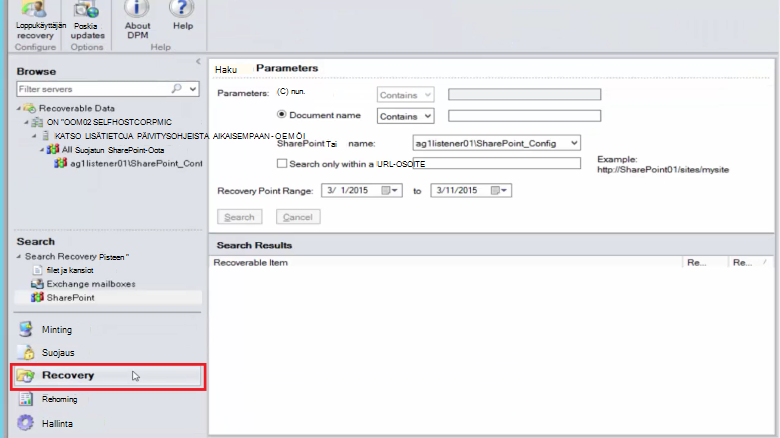 Loppukäyttäjän recovery
Poskia updates
About DPM
Help
Configure
Options
Help
Browse
Filter servers
Recoverable Data
ON "OOM02 SELFHOSTCORPMIC
KATSO LISÄTIETOJA PÄIVITYSOHJEISTA AIKAISEMPAAN-OEMÖI
All Suojatun SharePoint-Oota
ag1listener01\SharePoint_Cont
Search
Search Recovery Pisteen"
filet ja kansiot
Exchange mailboxes
SharePoint
Minting
Suojaus
Recovery
Rehoming
Hallinta
Haku Parameters
Parameters: (C) nun. Contains
Document name Contains
SharePoint Tai name: ag1listener01\SharePoint_Config
Search only within a URL-OSOITE
Example:
http://SharePoint01/sites/mysite
Recovery Point Range: 3/ 1/2015 to 3/11/2015
Search Cancel
Search Results
Recoverable Item Re... Re...